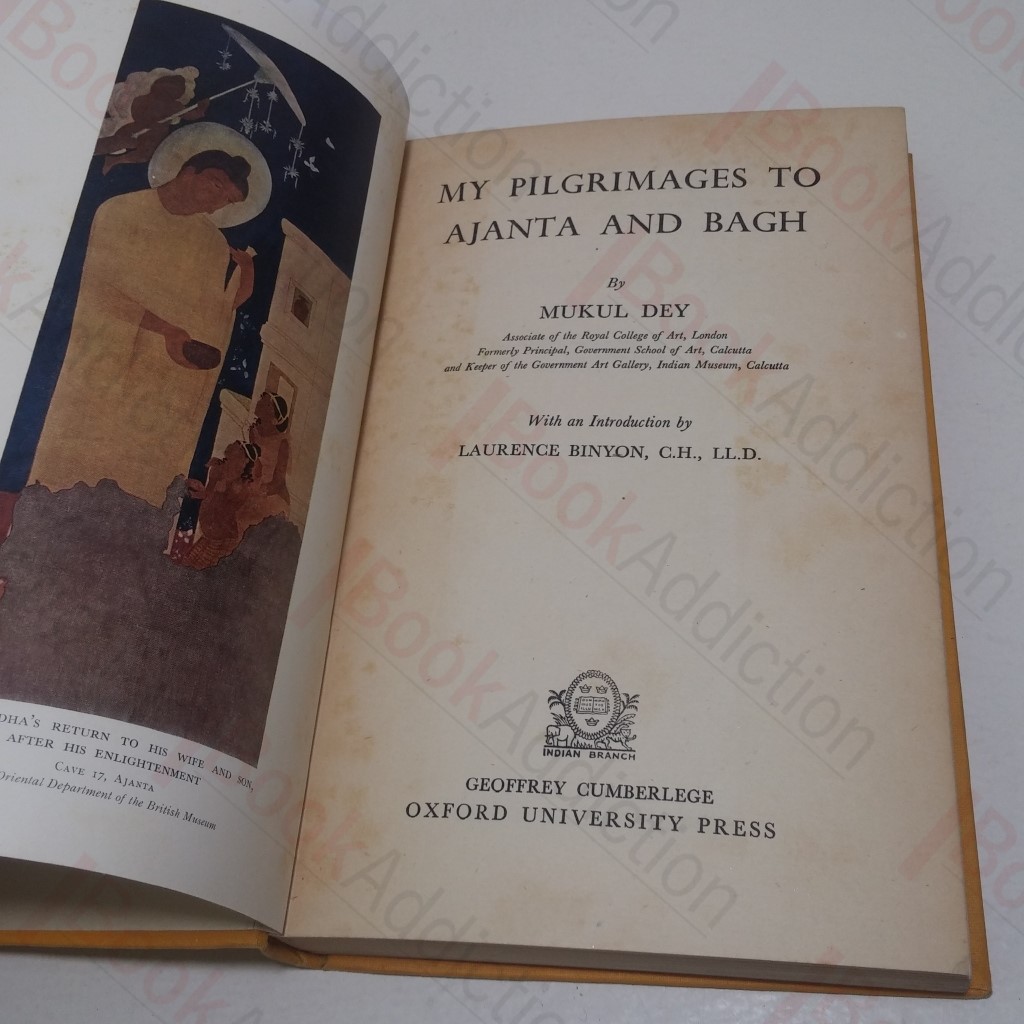 DHA'S RETURN TO HIS WIFE AND SON,
AFTER HIS ENLIGHTENMENT
CAVE 17, AJANTA
Oriental Department of the British Museum
MY PILGRIMAGES TO
AJANTA AND BAGH
By
MUKUL DEY
Associate of the Royal College of Art, London
Formerly Principal, Government School of Art, Calcutta
and Keeper of the Government Art Gallery, Indian Museum, Calcutta
With an Introduction by
LAURENCE BINYON, C.H., LL.D.
INDIAN BRANCH
GEOFFREY CUMBERLEGE
OXFORD UNIVERSITY PRESS
BookAddiction